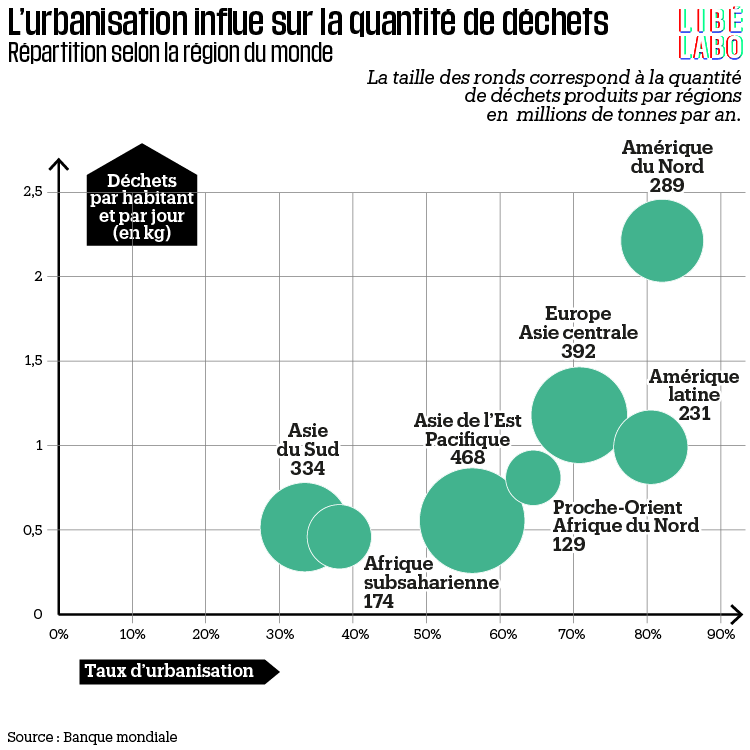 L'urbanisation influe sur la quantité de déchets
Répartition selon la région du monde
LIBÉ
LABO
La taille des ronds correspond à la quantité
de déchets produits par régions
en millions de tonnes par an.
Déchets
par habitant
et par jour
(en kg)
Amérique
du Nord
289
Europe
Asie centrale
392
Amérique
latine
231
Asie de l'Est
Pacifique
468
Asie
du Sud
334
Proche-Orient
Afrique du Nord
129
Afrique
subsaharienne
174
2,5
2
1,5
1
0,5
0
0% 10% 20% 30% 40% 50% 60% 70% 80% 90%
Taux d'urbanisation
Source : Banque mondiale